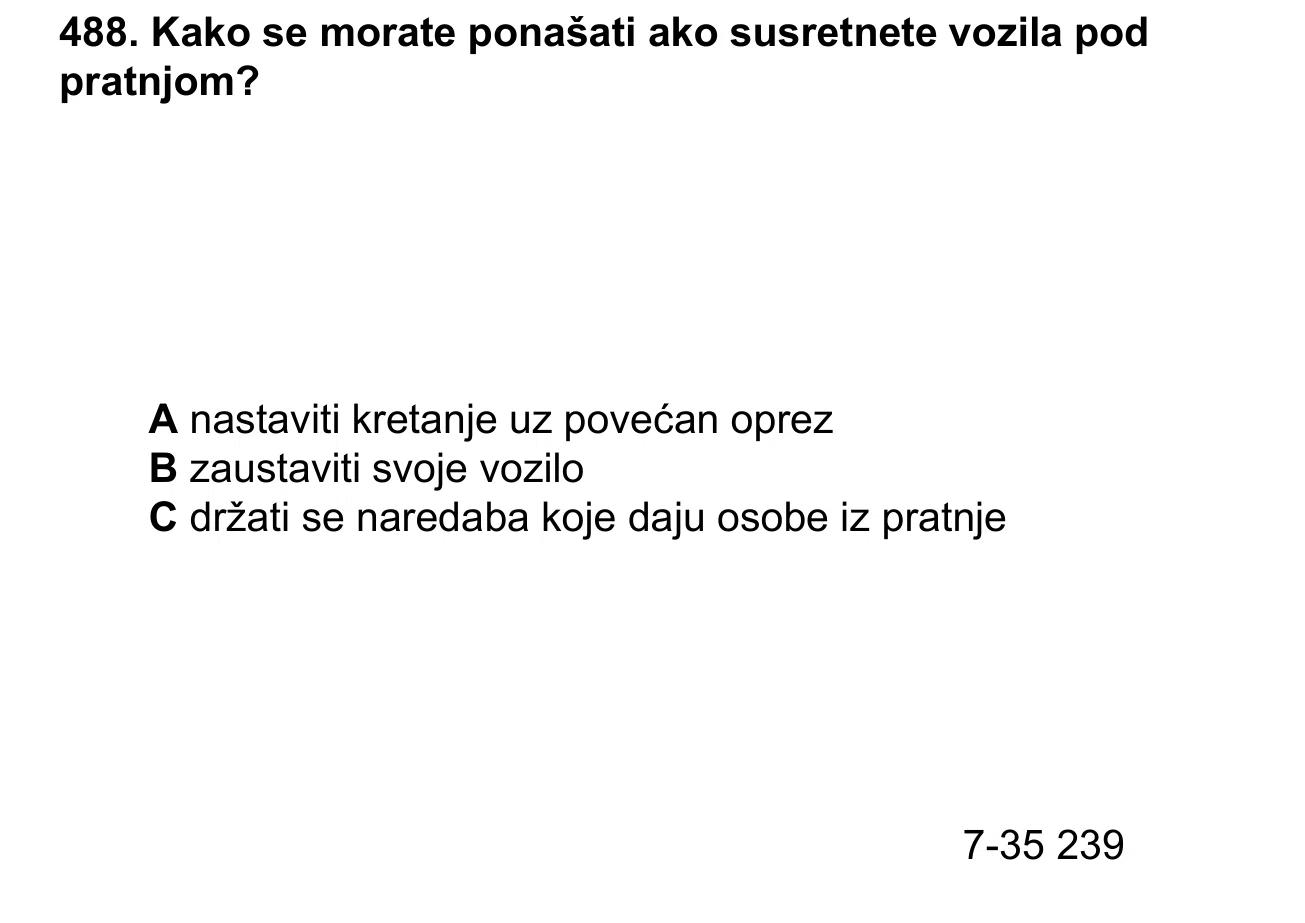 488. Kako se morate ponašati ako susretnete vozila pod
pratnjom?
A nastaviti kretanje uz povećan oprez
B zaustaviti svoje vozilo
C držati se naredaba koje daju osobe iz pratnje
7-35 239